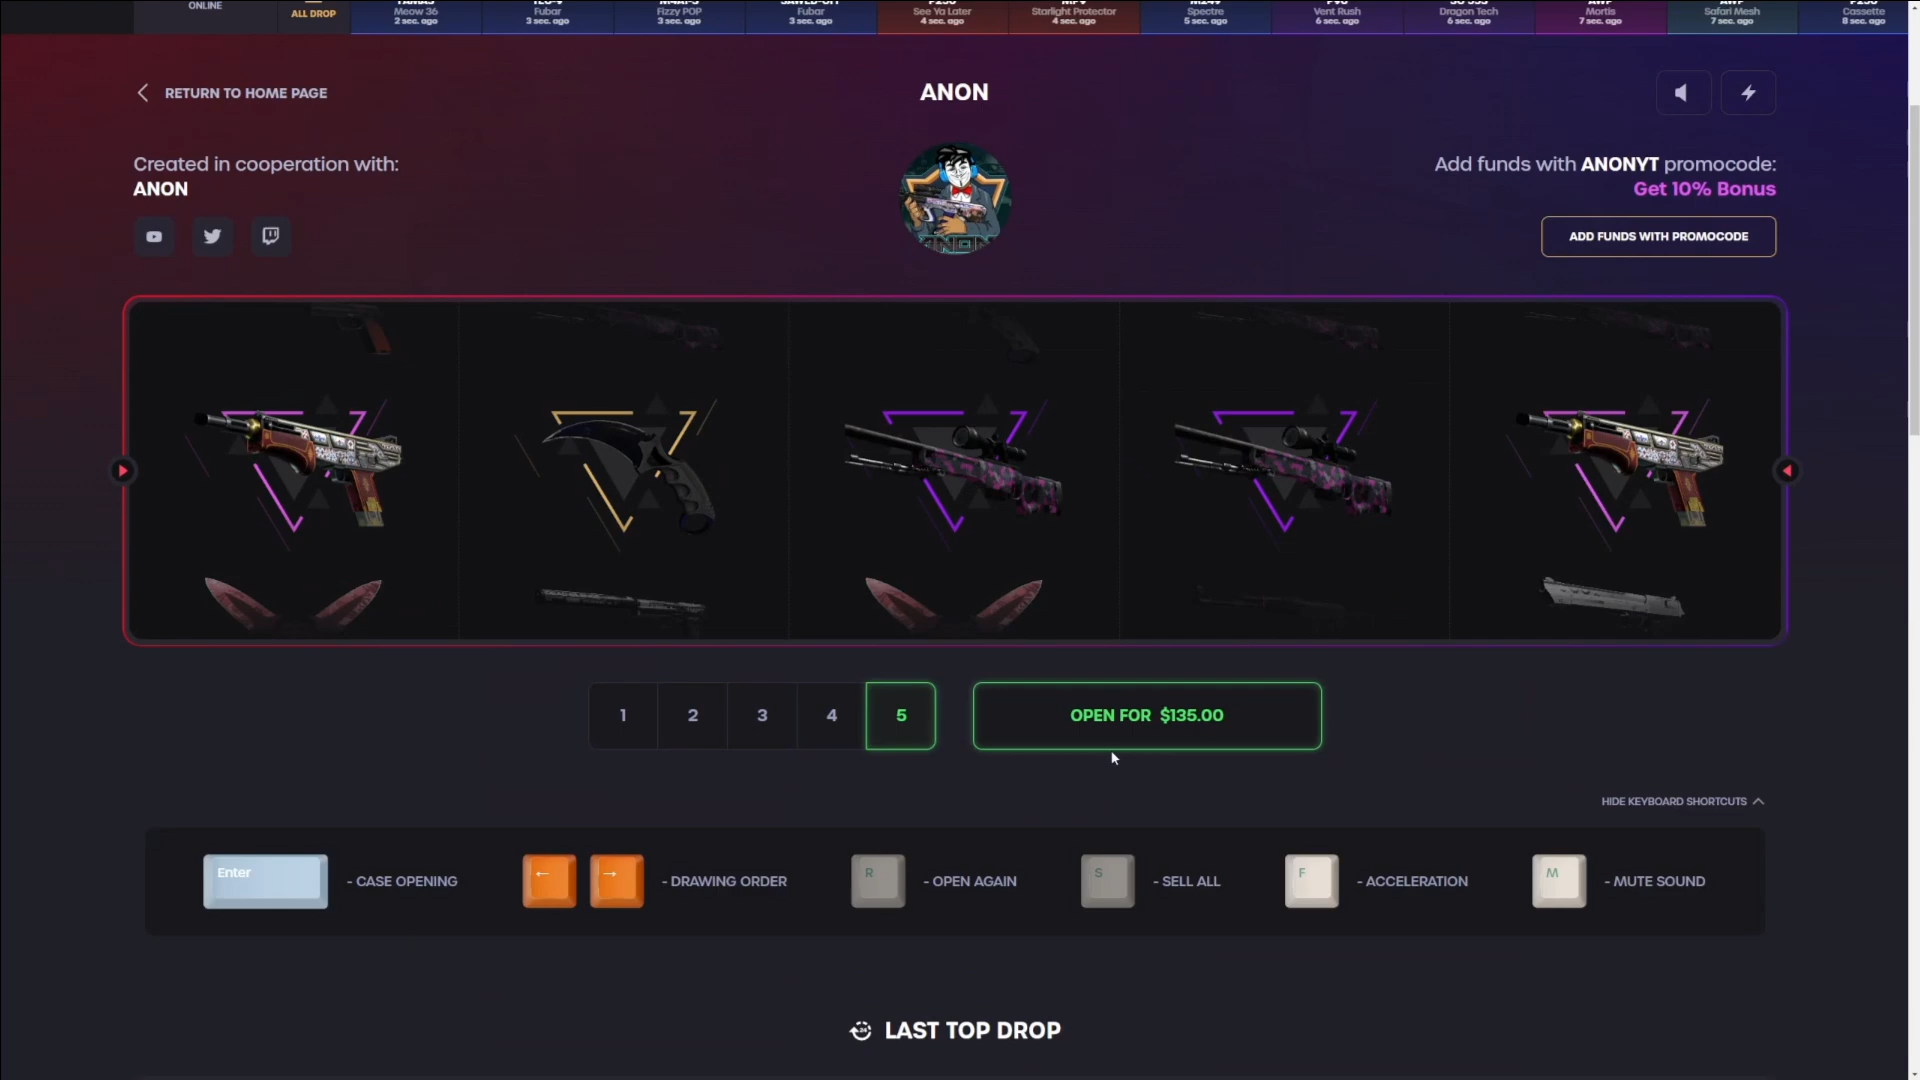 ONLINE
ALL DROP
Meow 36
2 sec. ago
Fubar
3 sec. ago
Fizzy POP
3 sec. ago
Fubar
3 sec. ago
See Ya Later
4 sec. ago
Starlight Protector
4 sec. ago
Spectre
5 sec. ago
Vent Rush
6 sec. ago
Dragon Tech
6 sec. ago
Mortis
7 sec. ago
Safari Mesh
7 sec. ago
Cassette
8 sec. ago
RETURN TO HOME PAGE
ANON
Created in cooperation with:
ANON
ANON
Add funds with ANONYT promocode:
Get 10% Bonus
ADD FUNDS WITH PROMOCODE
1 2 3 4 5
OPEN FOR $135.00
HIDE KEYBOARD SHORTCUTS
Enter - CASE OPENING
← → - DRAWING ORDER
R - OPEN AGAIN
S - SELL ALL
F - ACCELERATION
M - MUTE SOUND
LAST TOP DROP